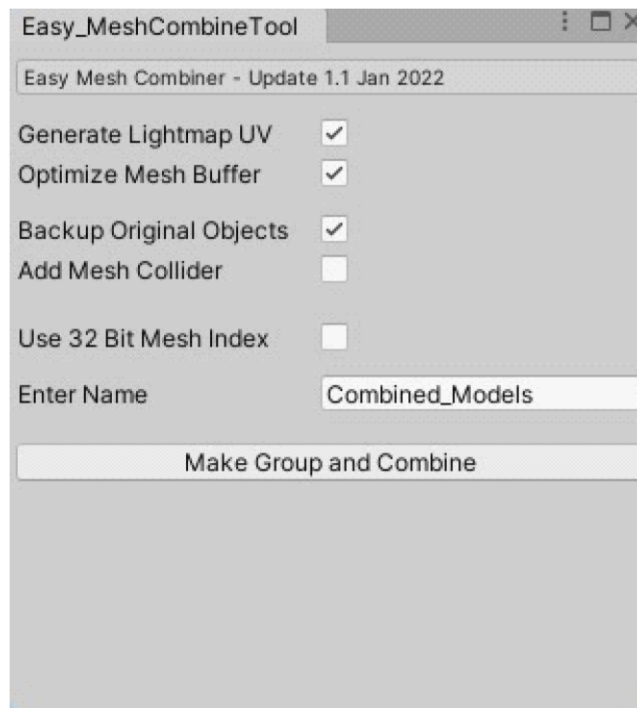 Easy_MeshCombineTool
Easy Mesh Combiner - Update 1.1 Jan 2022
Generate Lightmap UV
Optimize Mesh Buffer
Backup Original Objects
Add Mesh Collider
Use 32 Bit Mesh Index
Enter Name Combined_Models
Make Group and Combine